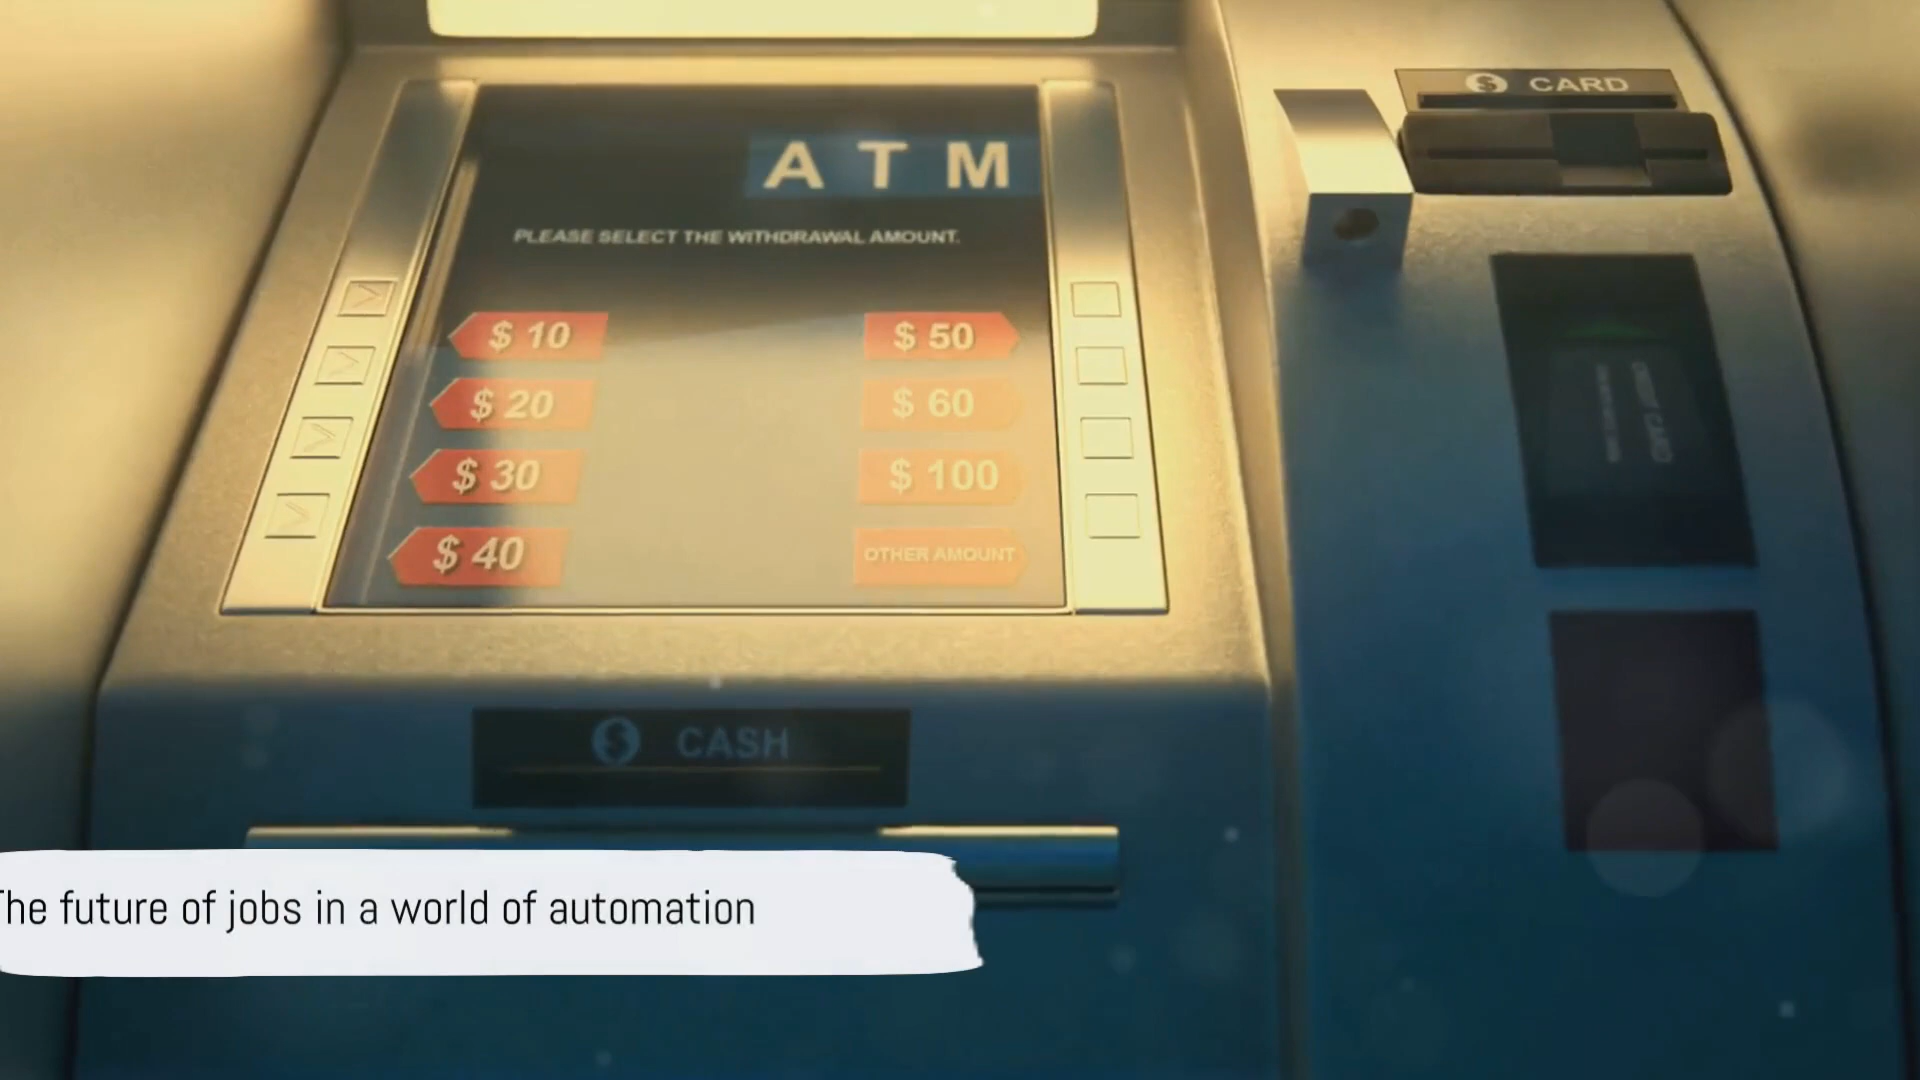 CARD
ATM
PLEASE SELECT THE WITHDRAWAL AMOUNT.
$ 10
$ 50
$ 20
$ 60
$ 30
$ 100
$ 40
OTHER AMOUNT
CASH
The future of jobs in a world of automation